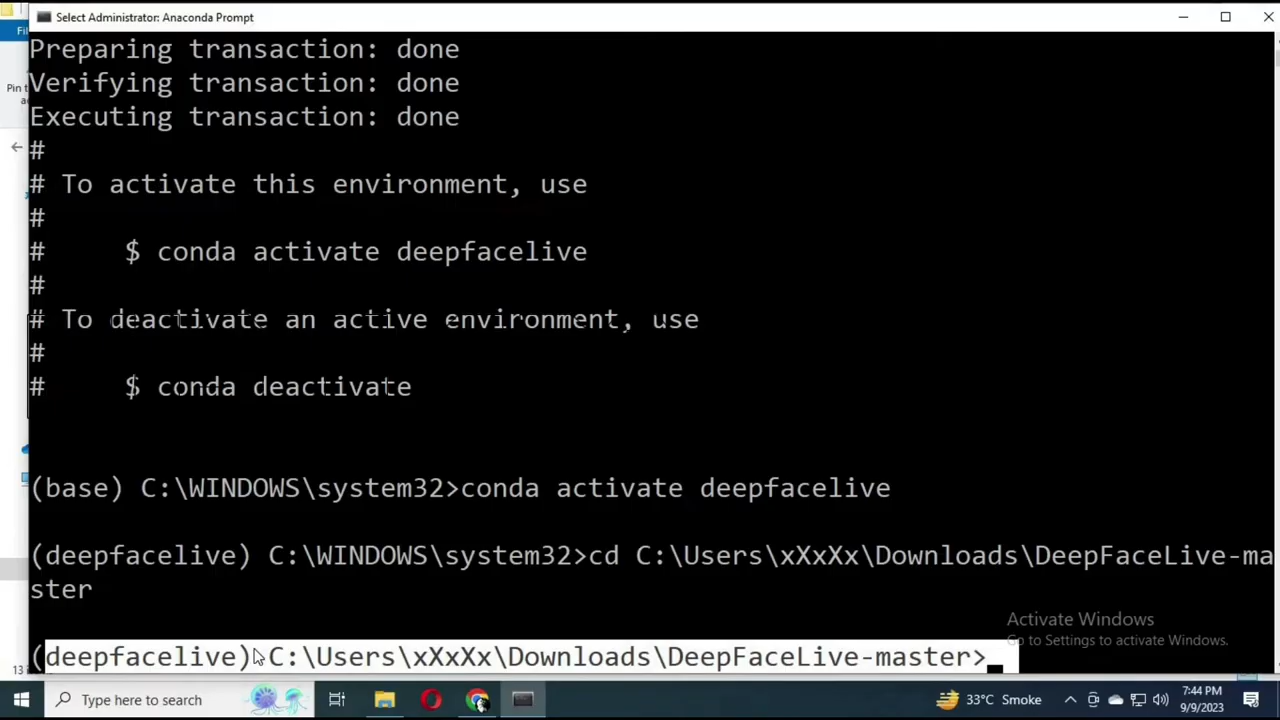 Select Administrator: Anaconda Prompt
Preparing transaction: done
Verifying transaction: done
Executing transaction: done
#
# To activate this environment, use
#
# $ conda activate deepfacelive
#
# To deactivate an active environment, use
#
# $ conda deactivate
(base) C:\WINDOWS\system32>conda activate deepfacelive
(deepfacelive) C:\WINDOWS\system32>cd C:\Users\xXxXx\Downloads\DeepFaceLive-ma
ster
Activate Windows
Go to Settings to activate Windows.
(deepfacelive) C:\Users\xXxXx\Downloads\DeepFaceLive-master>
Type here to search
33°C Smoke
7:44 PM
9/9/2023